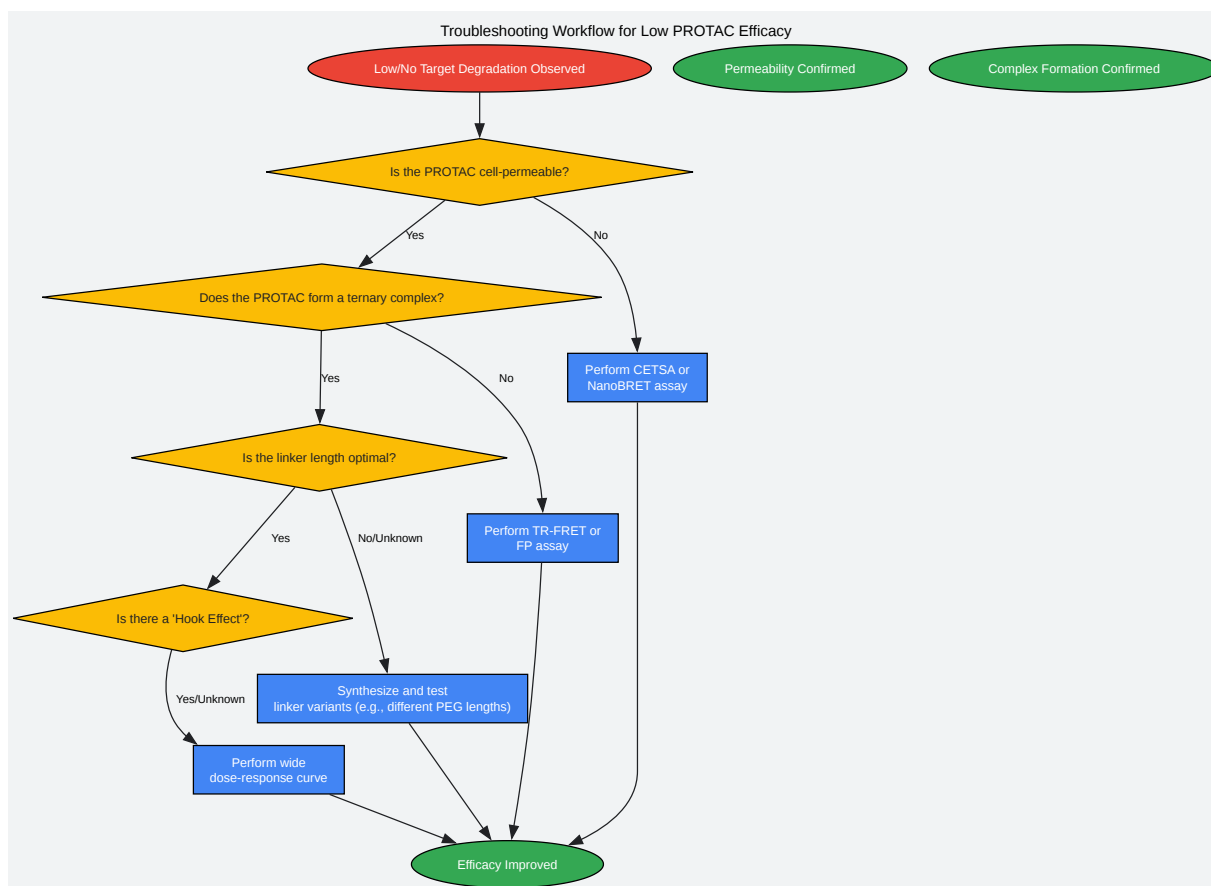 Troubleshooting Workflow for Low PROTAC Efficacy
Low/No Target Degradation Observed
Permeability Confirmed
Complex Formation Confirmed
Is the PROTAC cell-permeable?
Yes
No
Does the PROTAC form a ternary complex?
Perform CETSA or
NanoBRET assay
Yes
No
Is the linker length optimal?
Perform TR-FRET or
FP assay
Yes
No/Unknown
Is there a 'Hook Effect'?
Synthesize and test
linker variants (e.g., different PEG lengths)
Yes/Unknown
Perform wide
dose-response curve
Efficacy Improved